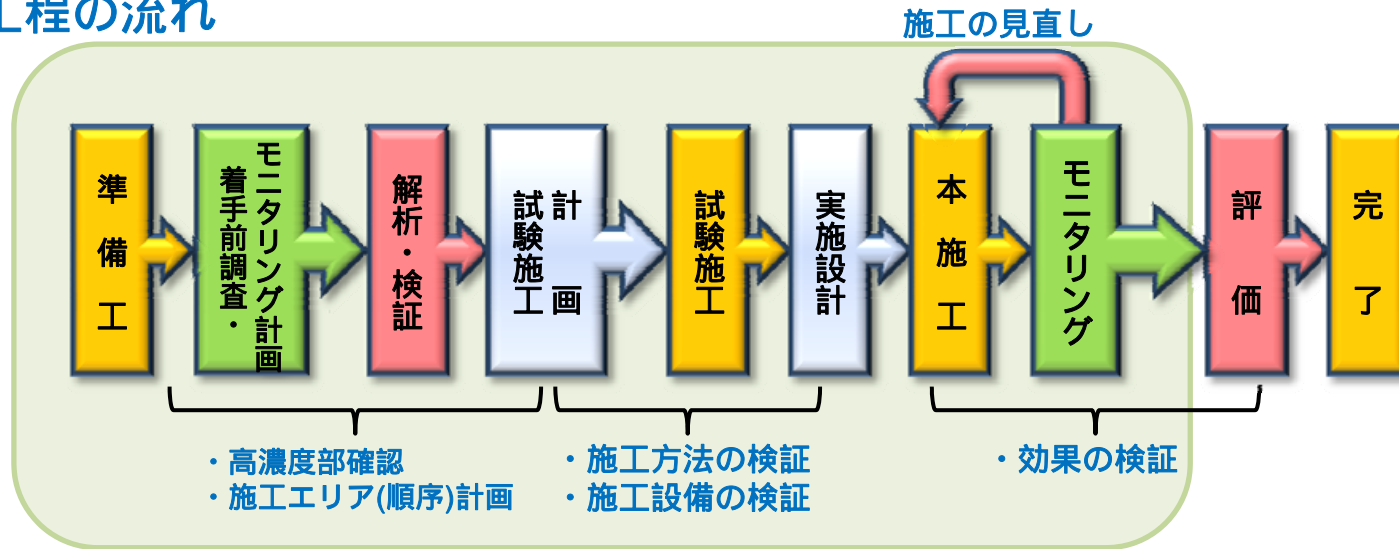 工程の流れ
施工の見直し
準備工
着手前調査・
モニタリング計画
解析・検証
試験施工
計画
試験施工
実施設計
本施工
モニタリング
評価
完了
・高濃度部確認
・施工エリア(順序)計画
・施工方法の検証
・施工設備の検証
・効果の検証